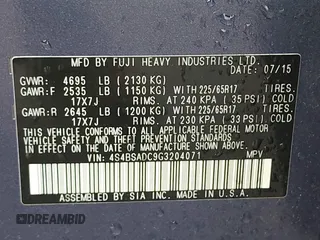 MFD BY FUJI HEAVY INDUSTRIES LTD.
DATE: 07/15
GVWR: 4695 LB (2130 KG)
GAWR:F 2535 LB (1150 KG) WITH 225/65R17 TIRES.
17X7J RIMS. AT 240 KPA ( 35 PSI) COLD
GAWR:R 2645 LB (1200 KG) WITH 225/65R17 TIRES.
17X7J RIMS. AT 230 KPA ( 33 PSI) COLD
THIS VEHICLE CONFORMS TO ALL APPLICABLE FEDERAL MOTOR
VEHICLE SAFETY STANDARDS IN EFFECT ON THE DATE OF
MANUFACTURE SHOWN ABOVE.
VIN: 4S4BSADC9G3204071 MPV
ASSEMBLED BY SIA MADE IN U.S.A.
© DREAMBID